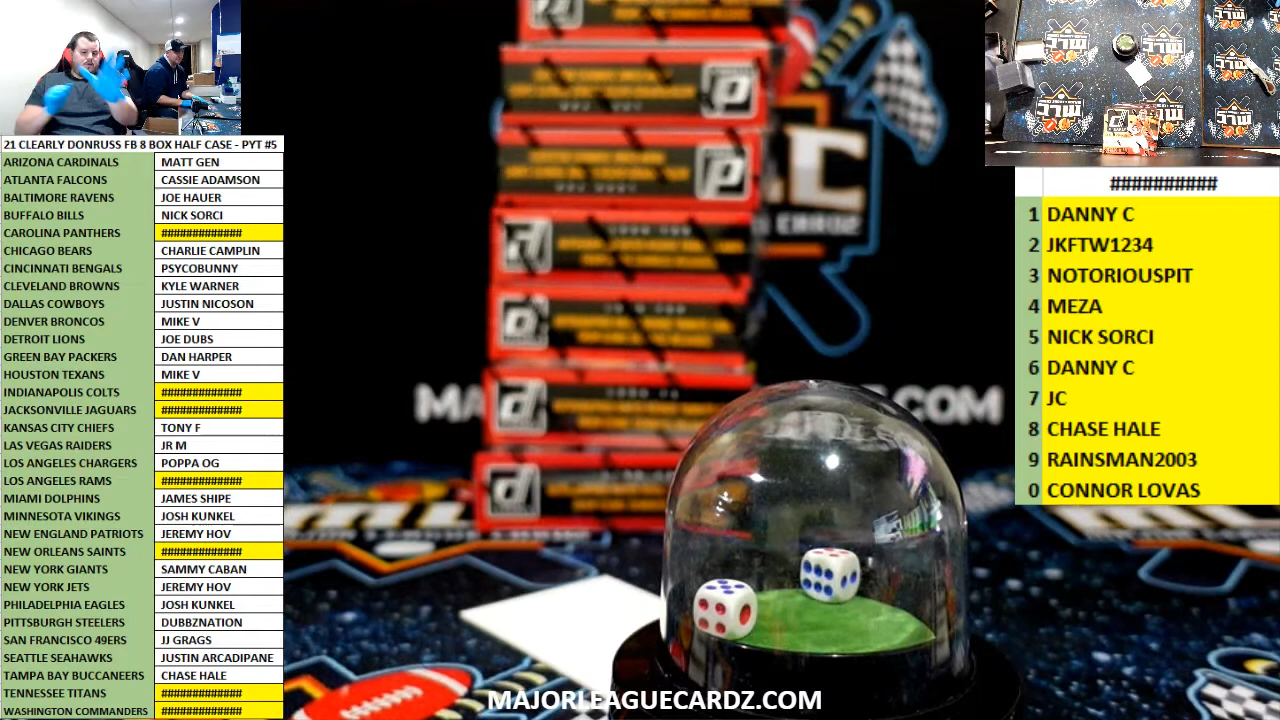 21 CLEARLY DONRUSS FB 8 BOX HALF CASE - PYT #5
ARIZONA CARDINALS MATT GEN
ATLANTA FALCONS CASSIE ADAMSON
BALTIMORE RAVENS JOE HAUER
BUFFALO BILLS NICK SORCI
CAROLINA PANTHERS #############
CHICAGO BEARS CHARLIE CAMPLIN
CINCINNATI BENGALS PSYCOBUNNY
CLEVELAND BROWNS KYLE WARNER
DALLAS COWBOYS JUSTIN NICOSON
DENVER BRONCOS MIKE V
DETROIT LIONS JOE DUBS
GREEN BAY PACKERS DAN HARPER
HOUSTON TEXANS MIKE V
INDIANAPOLIS COLTS #############
JACKSONVILLE JAGUARS #############
KANSAS CITY CHIEFS TONY F
LAS VEGAS RAIDERS JR M
LOS ANGELES CHARGERS POPPA OG
LOS ANGELES RAMS #############
MIAMI DOLPHINS JAMES SHIPE
MINNESOTA VIKINGS JOSH KUNKEL
NEW ENGLAND PATRIOTS JEREMY HOV
NEW ORLEANS SAINTS #############
NEW YORK GIANTS SAMMY CABAN
NEW YORK JETS JEREMY HOV
PHILADELPHIA EAGLES JOSH KUNKEL
PITTSBURGH STEELERS DUBBZNATION
SAN FRANCISCO 49ERS JJ GRAGS
SEATTLE SEAHAWKS JUSTIN ARCADIPANE
TAMPA BAY BUCCANEERS CHASE HALE
TENNESSEE TITANS #############
WASHINGTON COMMANDERS #############
##########
1 DANNY C
2 JKFTW1234
3 NOTORIOUSPIT
4 MEZA
5 NICK SORCI
6 DANNY C
7 JC
8 CHASE HALE
9 RAINSMAN2003
0 CONNOR LOVAS
MA
.COM
MAJORLEAGUECARDZ.COM